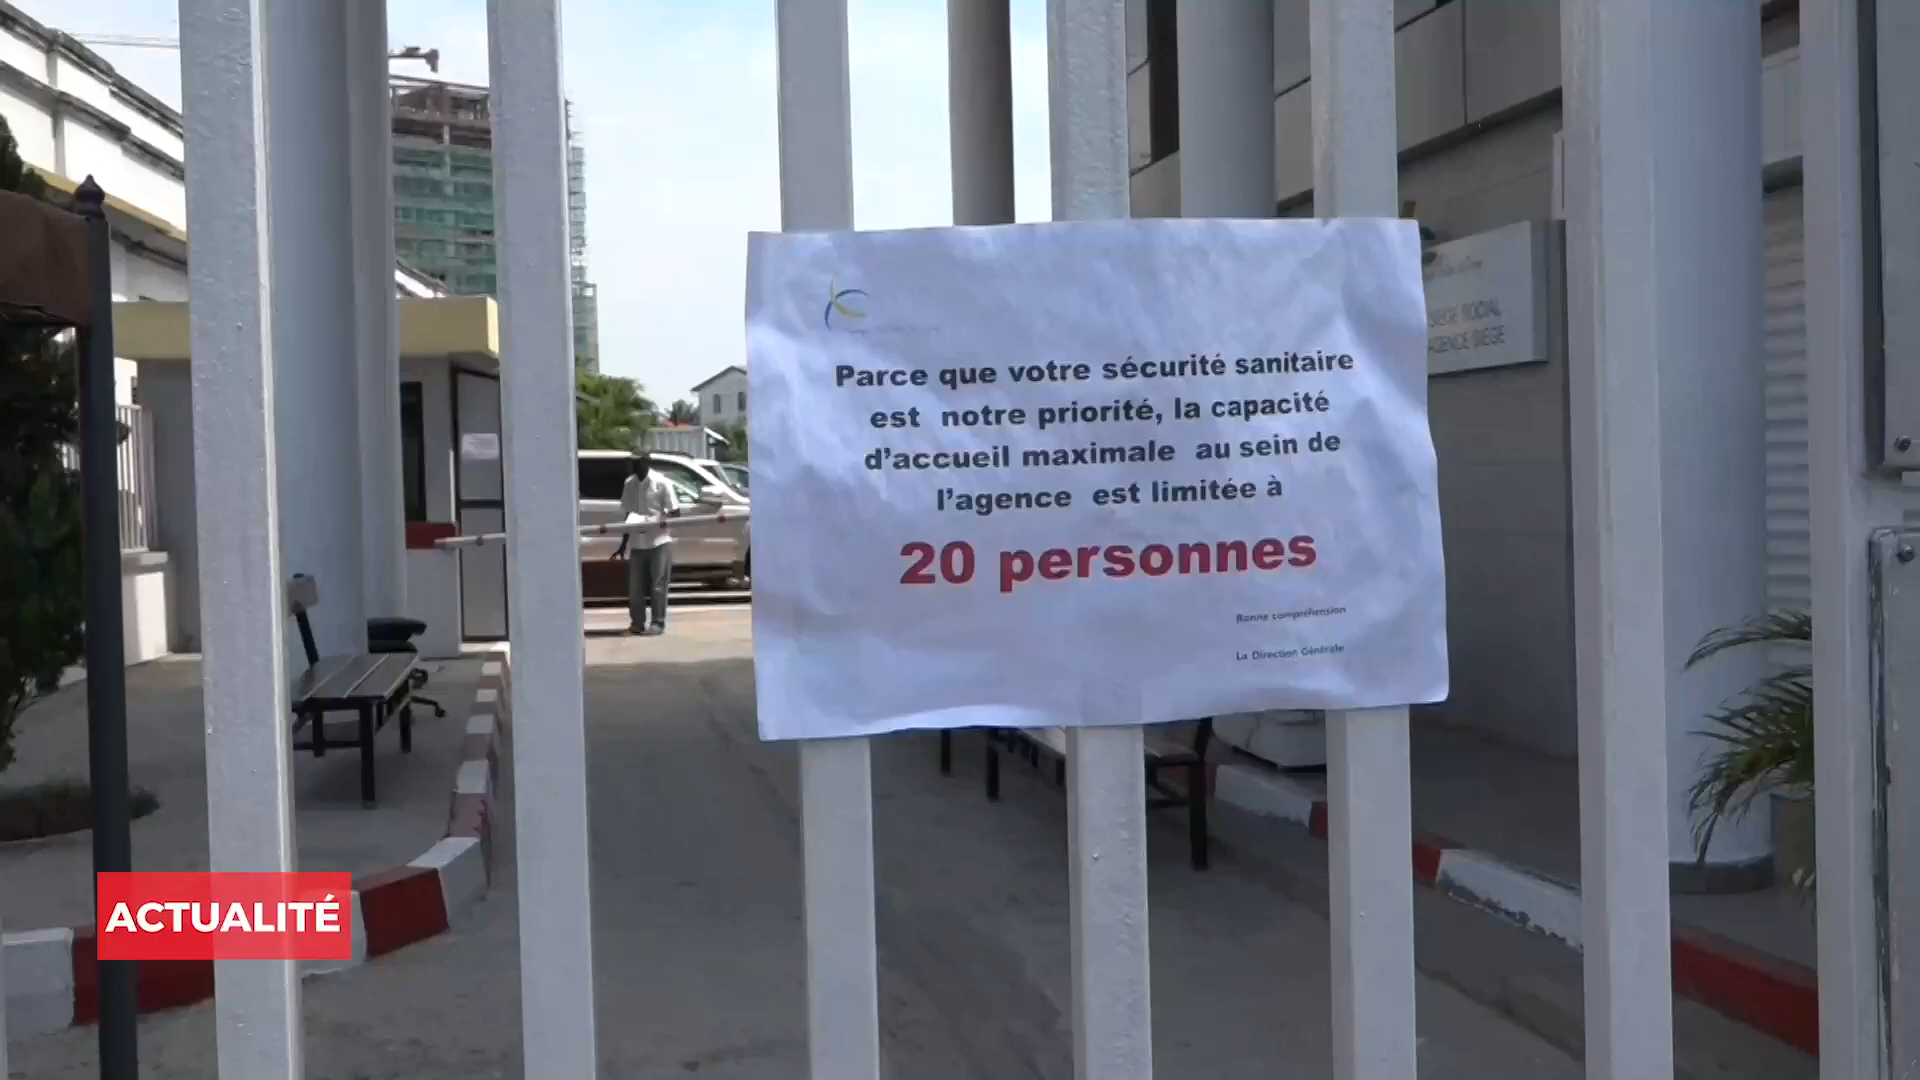 Parce que votre sécurité sanitaire
est notre priorité, la capacité
d'accueil maximale au sein de
l'agence est limitée à
20 personnes
Bonne compréhension
La Direction Générale
SIEGE SOCIAL
AGENCE SIEGE
ACTUALITÉ